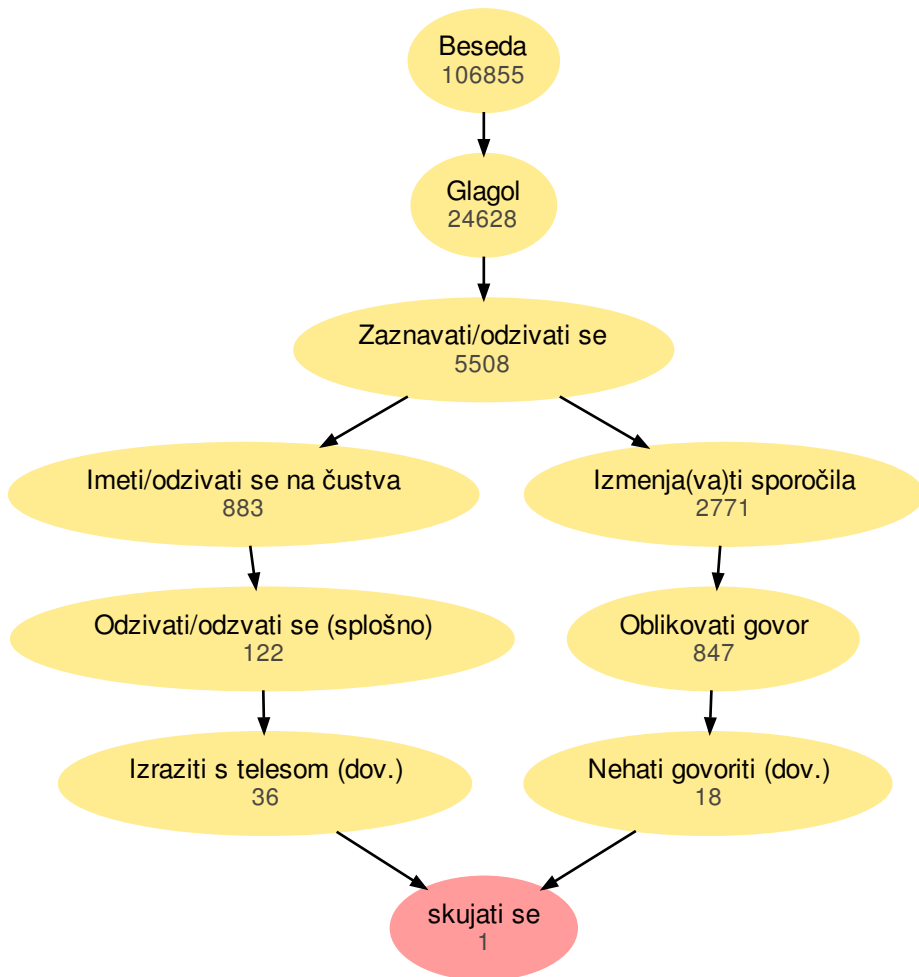 Beseda
106855
Glagol
24628
Zaznavati/odzivati se
5508
Imeti/odzivati se na čustva
883
Izmenja(va)ti sporočila
2771
Odzivati/odzvati se (splošno)
122
Oblikovati govor
847
Izraziti s telesom (dov.)
36
Nehati govoriti (dov.)
18
skujati se
1